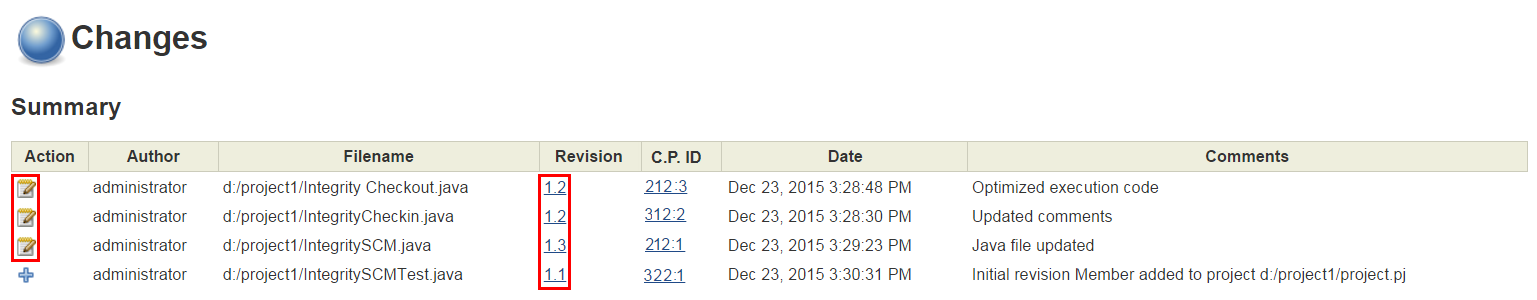 Changes
Summary
Action Author Filename Revision C.P. ID Date Comments
administrator d:/project1/Integrity Checkout.java 1.2 212:3 Dec 23, 2015 3:28:48 PM Optimized execution code
administrator d:/project1/IntegrityCheckin.java 1.2 312:2 Dec 23, 2015 3:28:30 PM Updated comments
administrator d:/project1/IntegritySCM.java 1.3 212:1 Dec 23, 2015 3:29:23 PM Java file updated
administrator d:/project1/IntegritySCMTest.java 1.1 322:1 Dec 23, 2015 3:30:31 PM Initial revision Member added to project d:/project1/project.pj